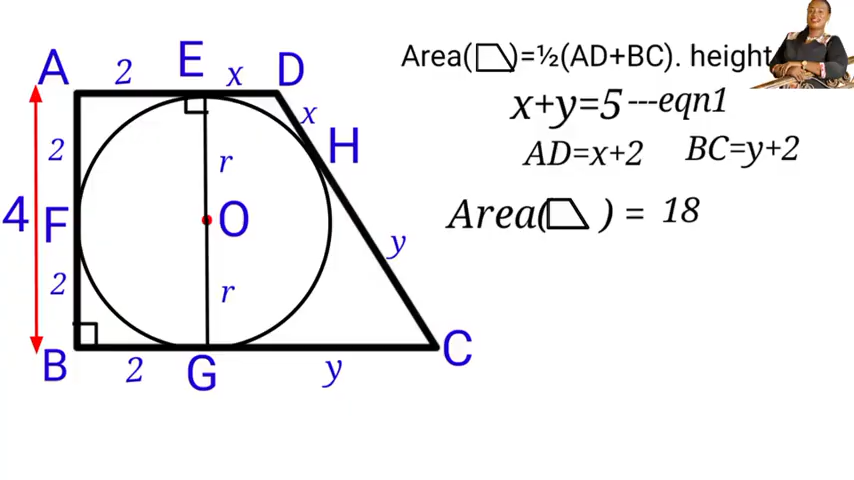 Area( )=½(AD+BC). height
x+y=5---eqn1
AD=x+2 BC=y+2
Area( ) = 18
A 2 E x D
x
2 r H
4 F O
y
2 r
B 2 G y C